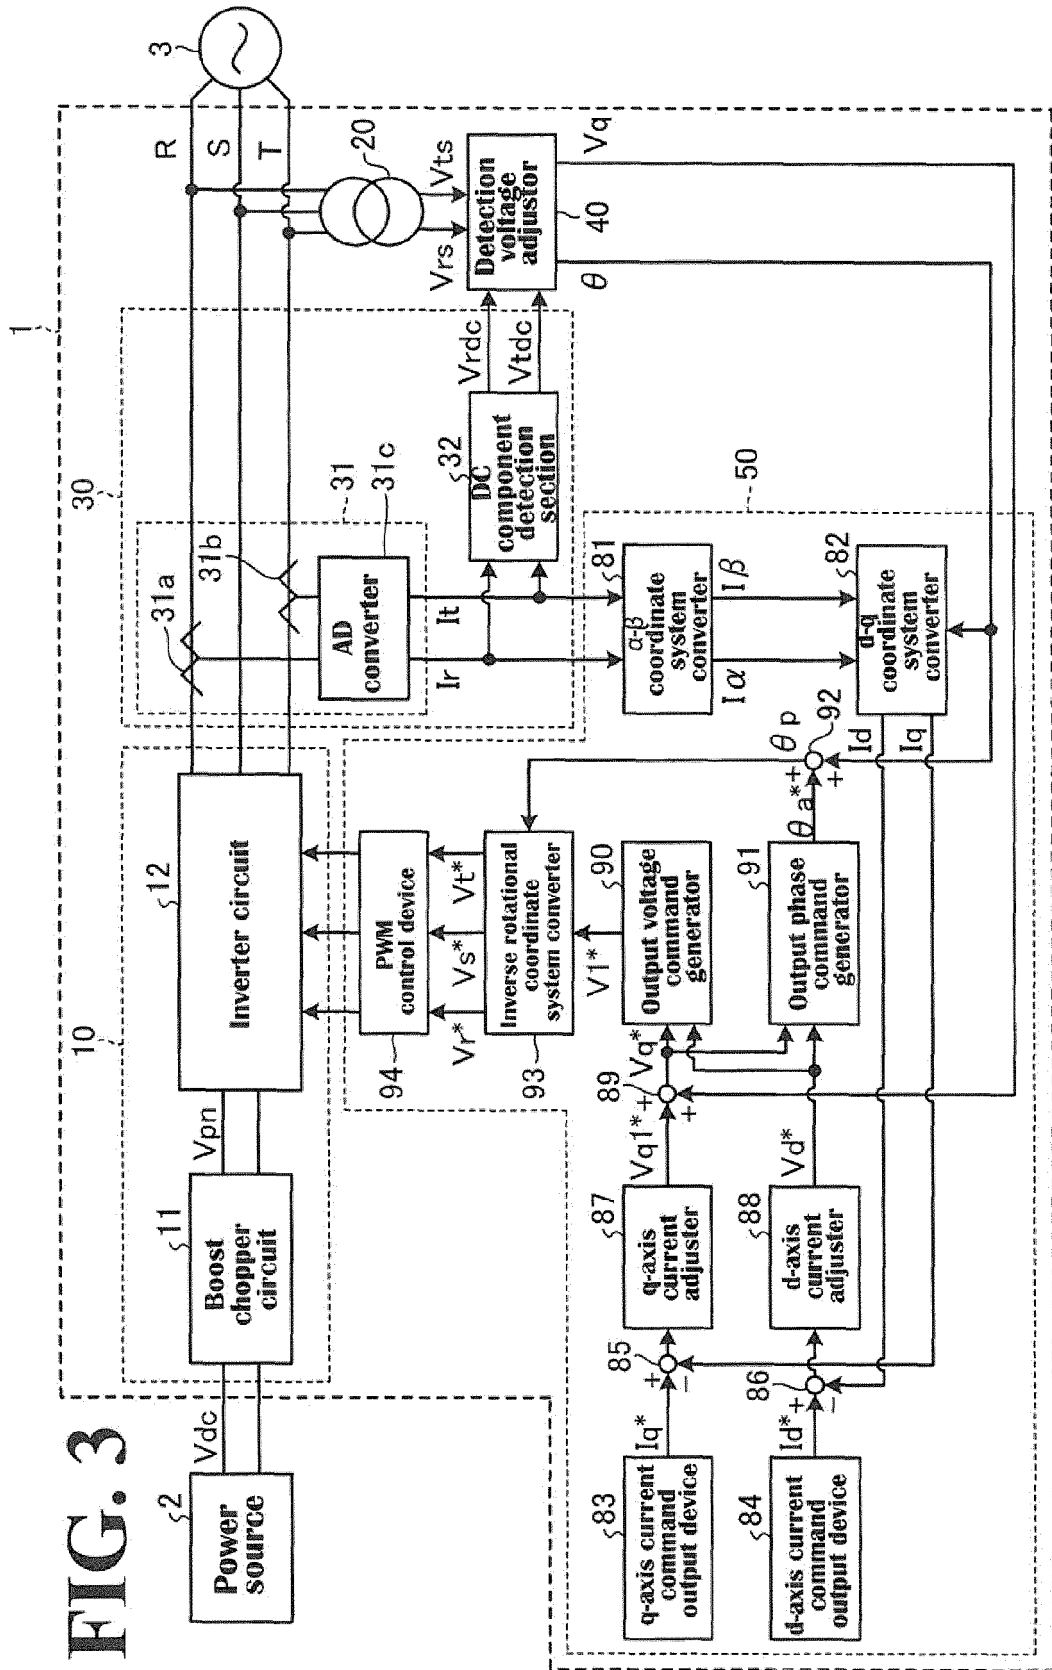 FIG. 3
1
3
R
S
T
30
31
31a
31b
31c
AD
converter
Ir
It
32
DC
component
detection
section
Vrdc
Vtdc
20
Vrs
Vts
Detection
voltage
adjustor
40
θ
Vq
2
Power
source
Vdc
10
11
Boost
chopper
circuit
Vpn
12
Inverter circuit
94
PWM
control device
Vr*
Vs*
Vt*
93
Inverse rotational
coordinate
system converter
V1*
50
81
α-β
coordinate
system
converter
Iα
Iβ
82
d-q
coordinate
system
converter
Id
Iq
83
q-axis current
command
output device
Iq*
85
+
−
87
q-axis
current
adjuster
Vq1*
89
+
+
Vq*
90
Output voltage
command
generator
84
d-axis current
command
output device
Id*
86
+
−
88
d-axis
current
adjuster
Vd*
91
Output phase
command
generator
θa*
+
+
92
θp